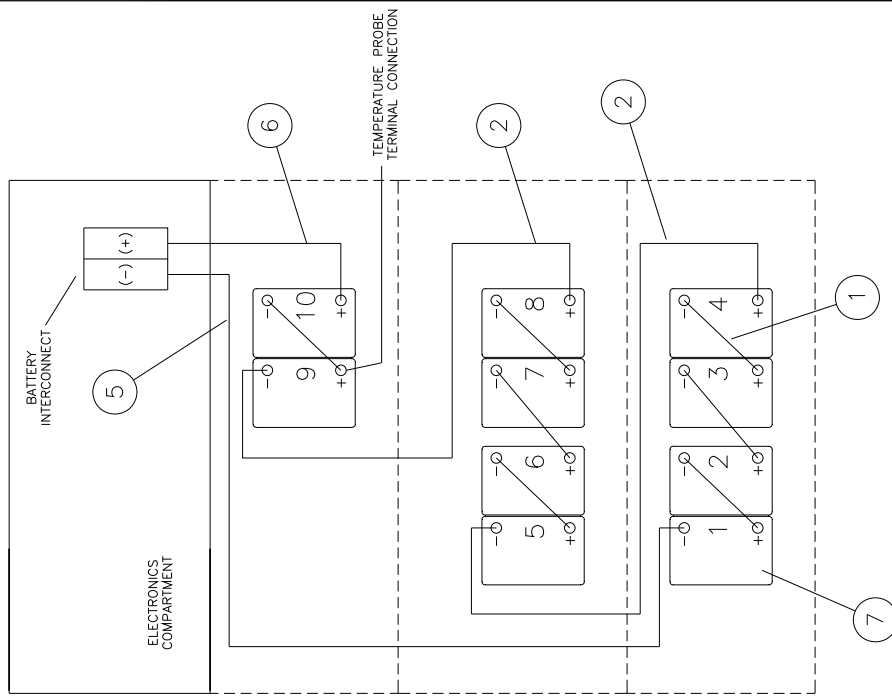 BATTERY
INTERCONNECT
(-) (+)
5
6
TEMPERATURE PROBE
TERMINAL CONNECTION
ELECTRONICS
COMPARTMENT
- -
9 10
+ +
2
- - - -
5 6 7 8
+ + + +
2
- - - -
1 2 3 4
+ + + +
7
1